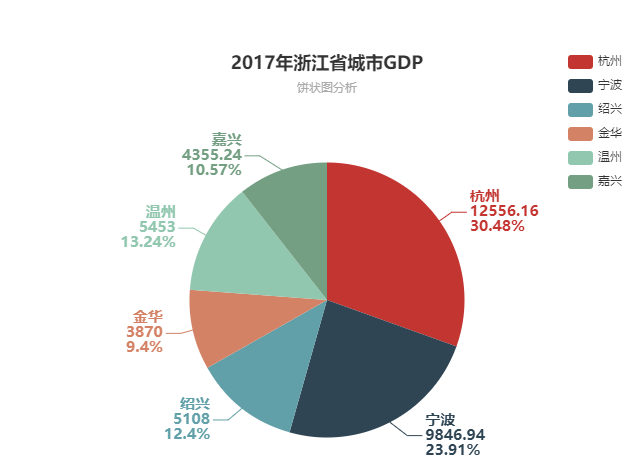 2017年浙江省城市GDP
饼状图分析
杭州
宁波
绍兴
金华
温州
嘉兴
嘉兴
4355.24
10.57%
杭州
12556.16
30.48%
温州
5453
13.24%
金华
3870
9.4%
绍兴
5108
12.4%
宁波
9846.94
23.91%